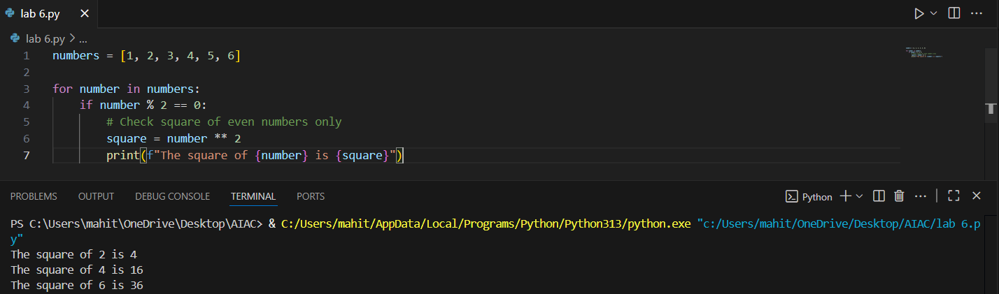 lab 6.py
lab 6.py > ...
1 numbers = [1, 2, 3, 4, 5, 6]
2
3 for number in numbers:
4     if number % 2 == 0:
5         # Check square of even numbers only
6         square = number ** 2
7         print(f"The square of {number} is {square}")
PROBLEMS OUTPUT DEBUG CONSOLE TERMINAL PORTS Python
PS C:\Users\mahit\OneDrive\Desktop\AIAC> & C:/Users/mahit/AppData/Local/Programs/Python/Python313/python.exe "c:/Users/mahit/OneDrive/Desktop/AIAC/lab 6.p
y"
The square of 2 is 4
The square of 4 is 16
The square of 6 is 36